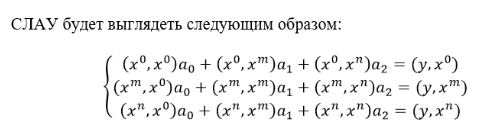 СЛАУ будет выглядеть следующим образом:
(x⁰, x⁰)a₀ + (x⁰, xᵐ)a₁ + (x⁰, xⁿ)a₂ = (y, x⁰)
(xᵐ, x⁰)a₀ + (xᵐ, xᵐ)a₁ + (xᵐ, xⁿ)a₂ = (y, xᵐ)
(xⁿ, x⁰)a₀ + (xⁿ, xᵐ)a₁ + (xⁿ, xⁿ)a₂ = (y, xⁿ)